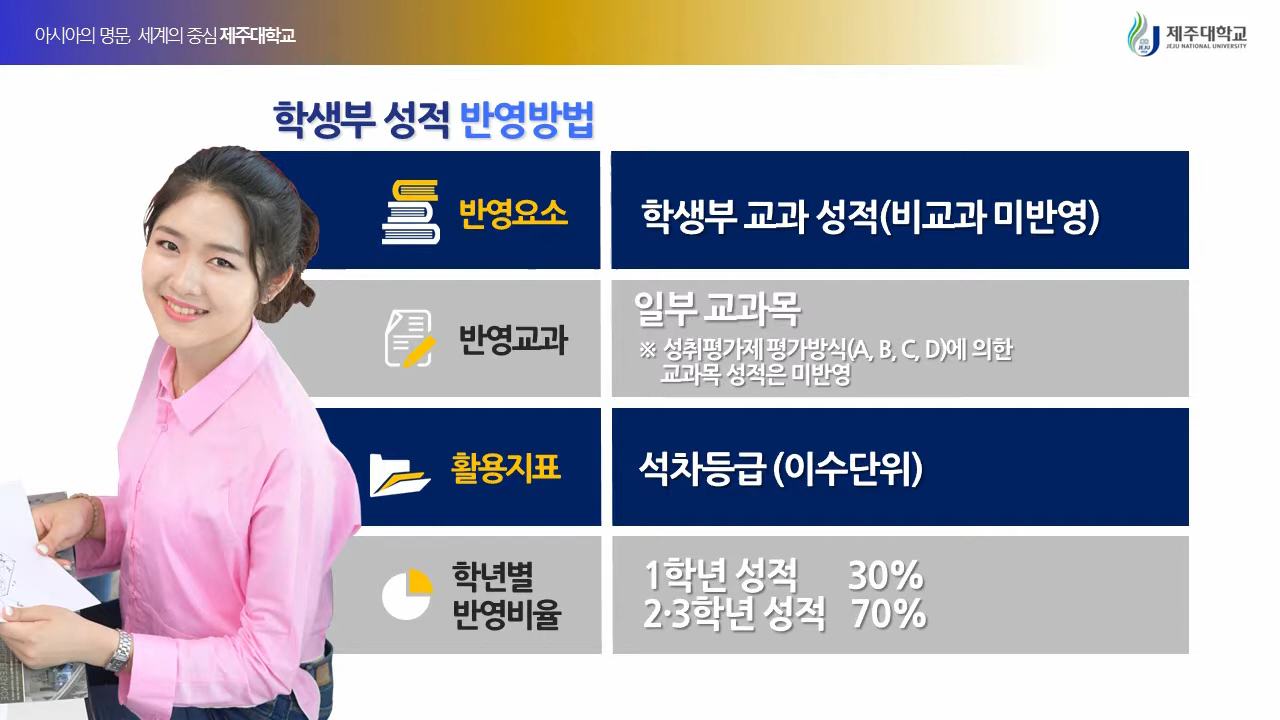 아시아의 명문, 세계의 중심 제주대학교
제주대학교
JEJU NATIONAL UNIVERSITY
JEJU
학생부 성적 반영방법
반영요소
학생부 교과 성적(비교과 미반영)
반영교과
일부 교과목
※ 성취평가제 평가방식(A, B, C, D)에 의한
교과목 성적은 미반영
활용지표
석차등급 (이수단위)
학년별
반영비율
1학년 성적 30%
2·3학년 성적 70%